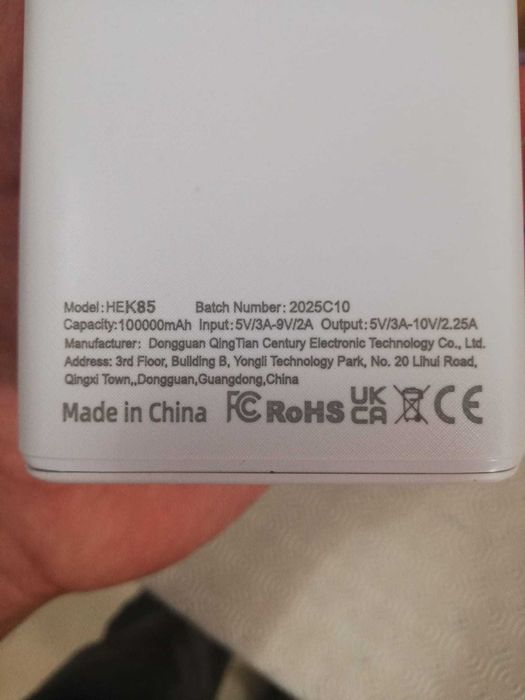 Model:HEK85 Batch Number: 2025C10
Capacity:100000mAh Input:5V/3A-9V/2A Output:5V/3A-10V/2.25A
Manufacturer: Dongguan QingTian Century Electronic Technology Co., Ltd.
Address: 3rd Floor, Building B, Yongli Technology Park, No. 20 Lihui Road,
Qingxi Town,,Dongguan,Guangdong,China
Made in China FC RoHS UK CA CE